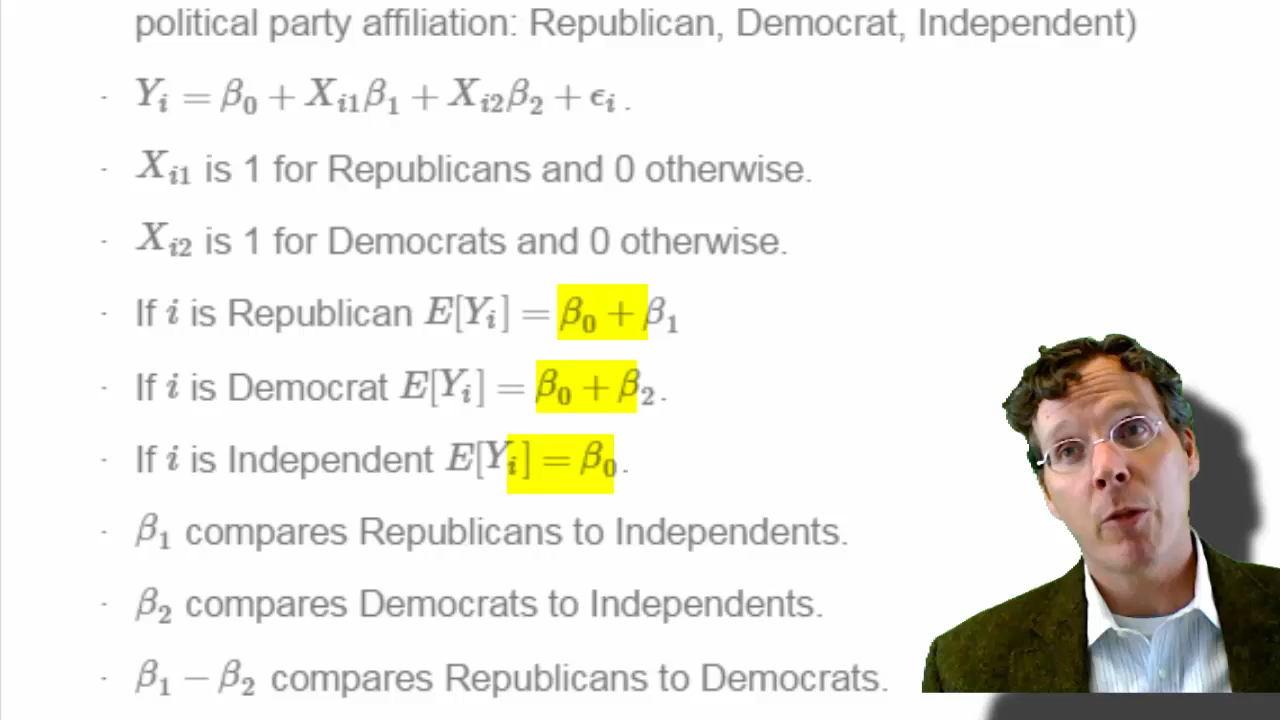 political party affiliation: Republican, Democrat, Independent)
· Yᵢ = β₀ + Xᵢ₁β₁ + Xᵢ₂β₂ + ϵᵢ .
· Xᵢ₁ is 1 for Republicans and 0 otherwise.
· Xᵢ₂ is 1 for Democrats and 0 otherwise.
· If i is Republican E[Yᵢ] = β₀ + β₁
· If i is Democrat E[Yᵢ] = β₀ + β₂.
· If i is Independent E[Yᵢ] = β₀.
· β₁ compares Republicans to Independents.
· β₂ compares Democrats to Independents.
· β₁ − β₂ compares Republicans to Democrats.